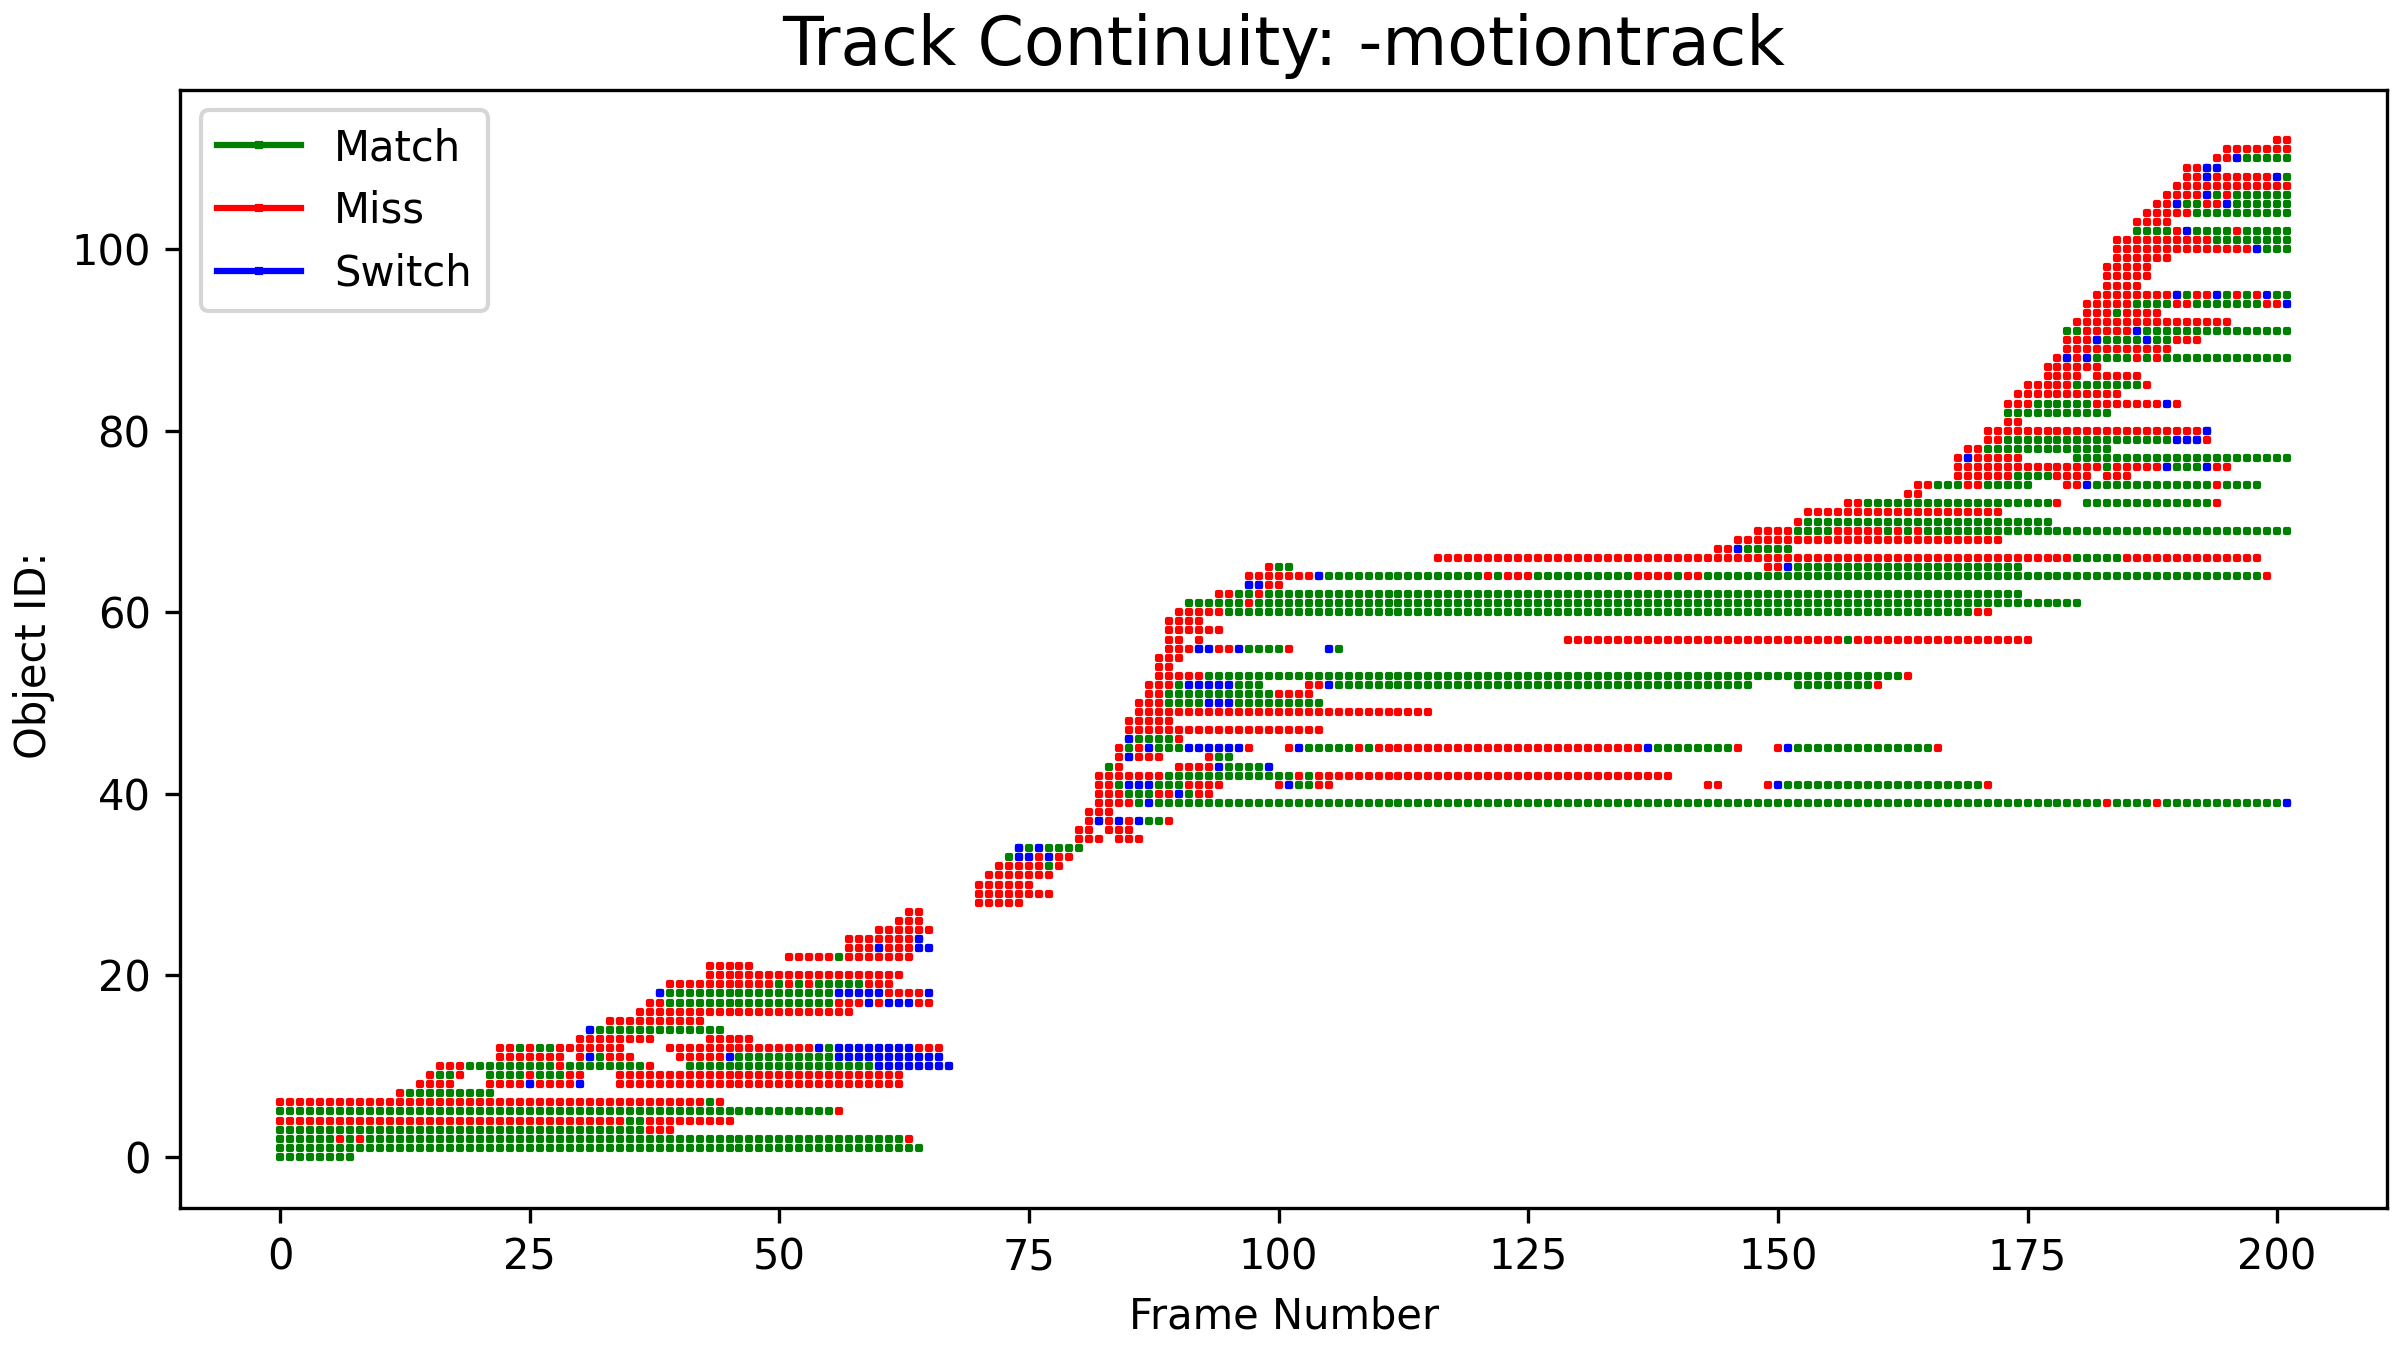 Track Continuity: -motiontrack
Match
Miss
Switch
Object ID:
100
80
60
40
20
0
0 25 50 75 100 125 150 175 200
Frame Number